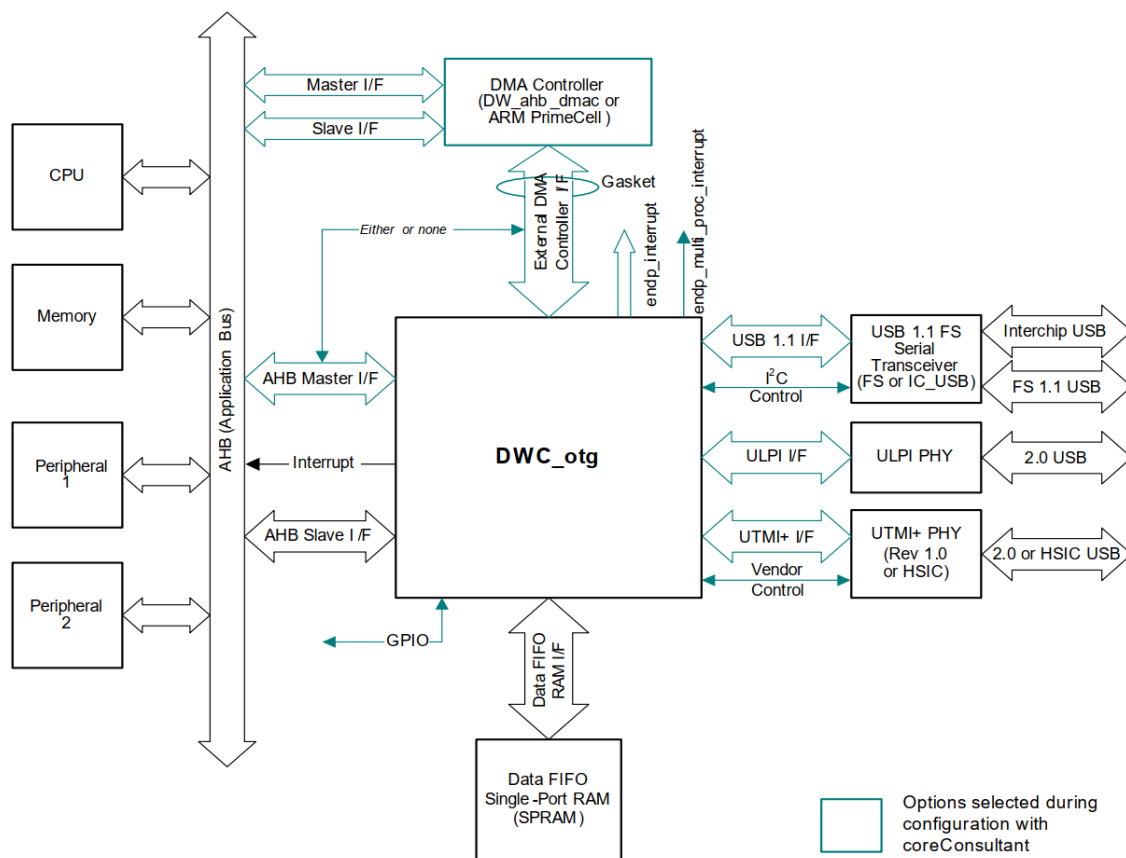 Master I/F
Slave I/F
DMA Controller
(DW_ahb_dmac or
ARM PrimeCell )
CPU
Gasket
External DMA
Controller I/F
endp_interrupt
endp_multi_proc_interrupt
Either or none
Memory
AHB (Application Bus)
AHB Master I/F
DWC_otg
USB 1.1 I/F
I2C
Control
USB 1.1 FS
Serial
Transceiver
(FS or IC_USB)
Interchip USB
FS 1.1 USB
Peripheral
1
Interrupt
ULPI I/F
ULPI PHY
2.0 USB
AHB Slave I /F
UTMI+ I/F
Vendor
Control
UTMI+ PHY
(Rev 1.0
or HSIC)
2.0 or HSIC USB
Peripheral
2
GPIO
Data FIFO
RAM I/F
Data FIFO
Single -Port RAM
(SPRAM)
Options selected during
configuration with
coreConsultant